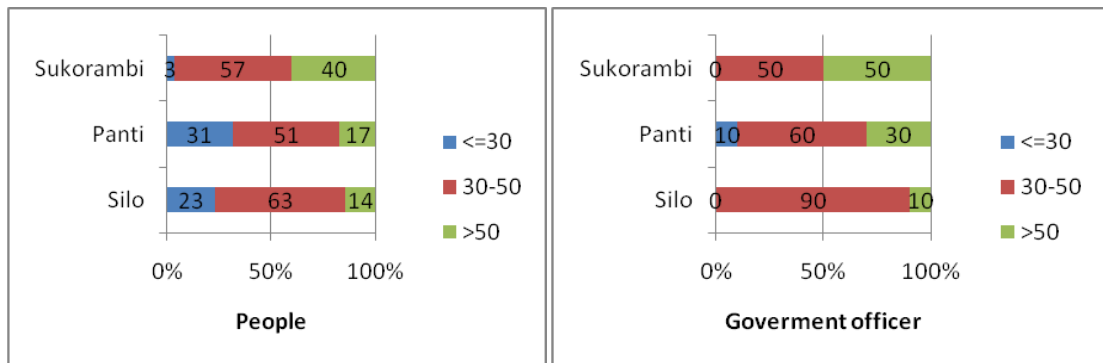 Sukorambi
3 57 40
Panti
31 51 17
Silo
23 63 14
0% 50% 100%
People
<=30
30-50
>50
Sukorambi
0 50 50
Panti
10 60 30
Silo
0 90 10
0% 50% 100%
Goverment officer
<=30
30-50
>50